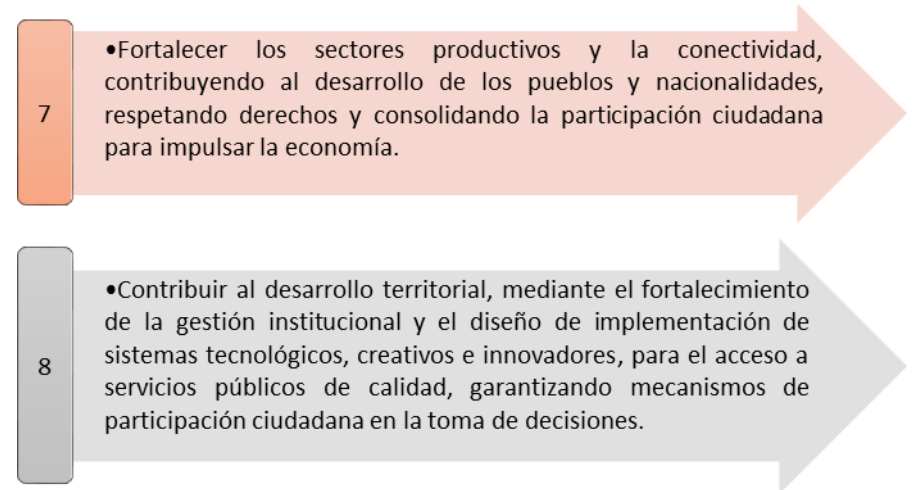 7
•Fortalecer los sectores productivos y la conectividad,
contribuyendo al desarrollo de los pueblos y nacionalidades,
respetando derechos y consolidando la participación ciudadana
para impulsar la economía.
8
•Contribuir al desarrollo territorial, mediante el fortalecimiento
de la gestión institucional y el diseño de implementación de
sistemas tecnológicos, creativos e innovadores, para el acceso a
servicios públicos de calidad, garantizando mecanismos de
participación ciudadana en la toma de decisiones.